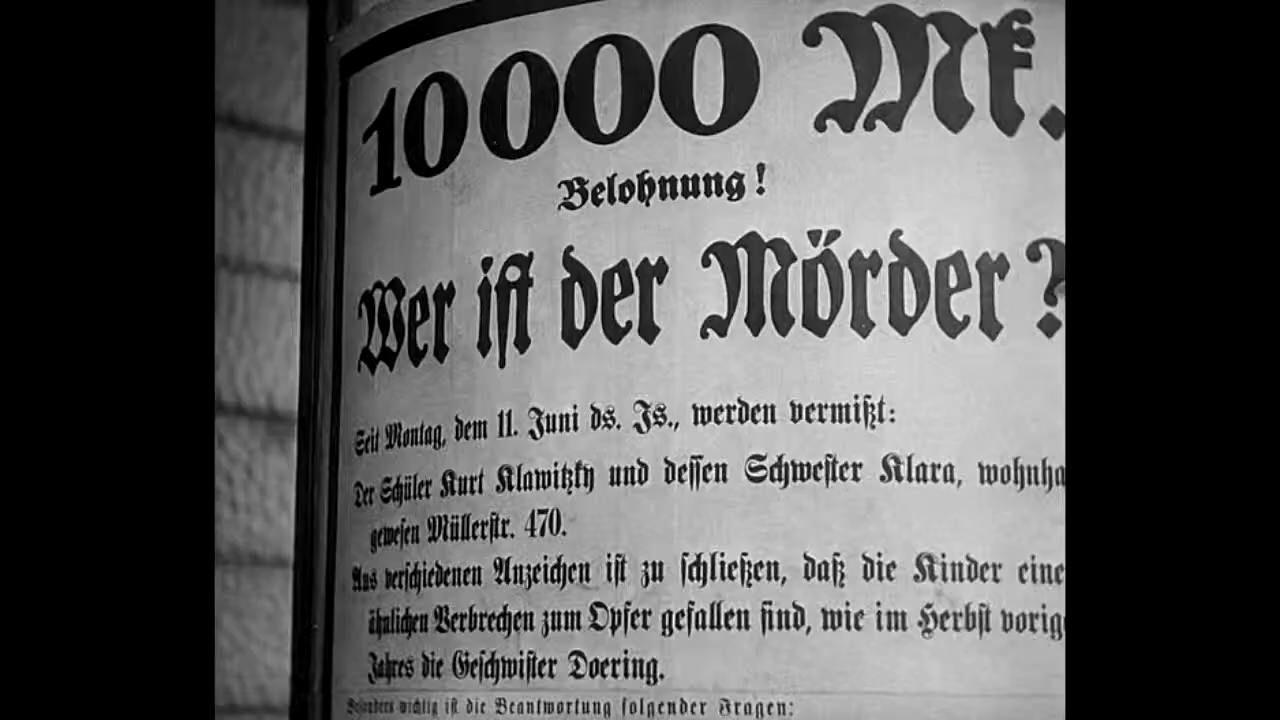 10000 Mk.
Belohnung!
Wer ist der Mörder?
Seit Montag, dem 11. Juni ds. Js., werden vermißt:
Der Schüler Kurt Klawitzky und dessen Schwester Klara, wohnha
gewesen Müllerstr. 470.
Aus verschiedenen Anzeichen ist zu schließen, daß die Kinder eine
ähnlichen Verbrechen zum Opfer gefallen sind, wie im Herbst vorig
Jahres die Geschwister Doering.
Besonders wichtig ist die Beantwortung folgender Fragen: